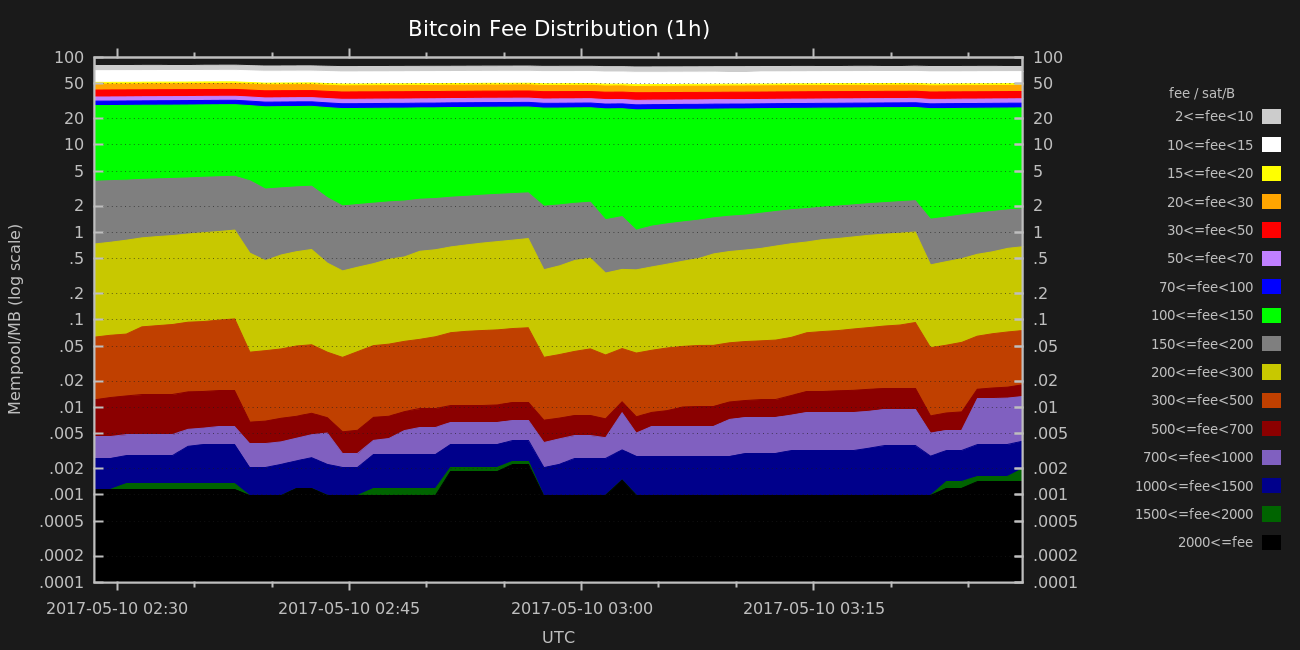 Bitcoin Fee Distribution (1h)
Mempool/MB (log scale)
100
50
20
10
5
2
1
.5
.2
.1
.05
.02
.01
.005
.002
.001
.0005
.0002
.0001
100
50
20
10
5
2
1
.5
.2
.1
.05
.02
.01
.005
.002
.001
.0005
.0002
.0001
fee / sat/B
2<=fee<10
10<=fee<15
15<=fee<20
20<=fee<30
30<=fee<50
50<=fee<70
70<=fee<100
100<=fee<150
150<=fee<200
200<=fee<300
300<=fee<500
500<=fee<700
700<=fee<1000
1000<=fee<1500
1500<=fee<2000
2000<=fee
2017-05-10 02:30 2017-05-10 02:45 2017-05-10 03:00 2017-05-10 03:15
UTC